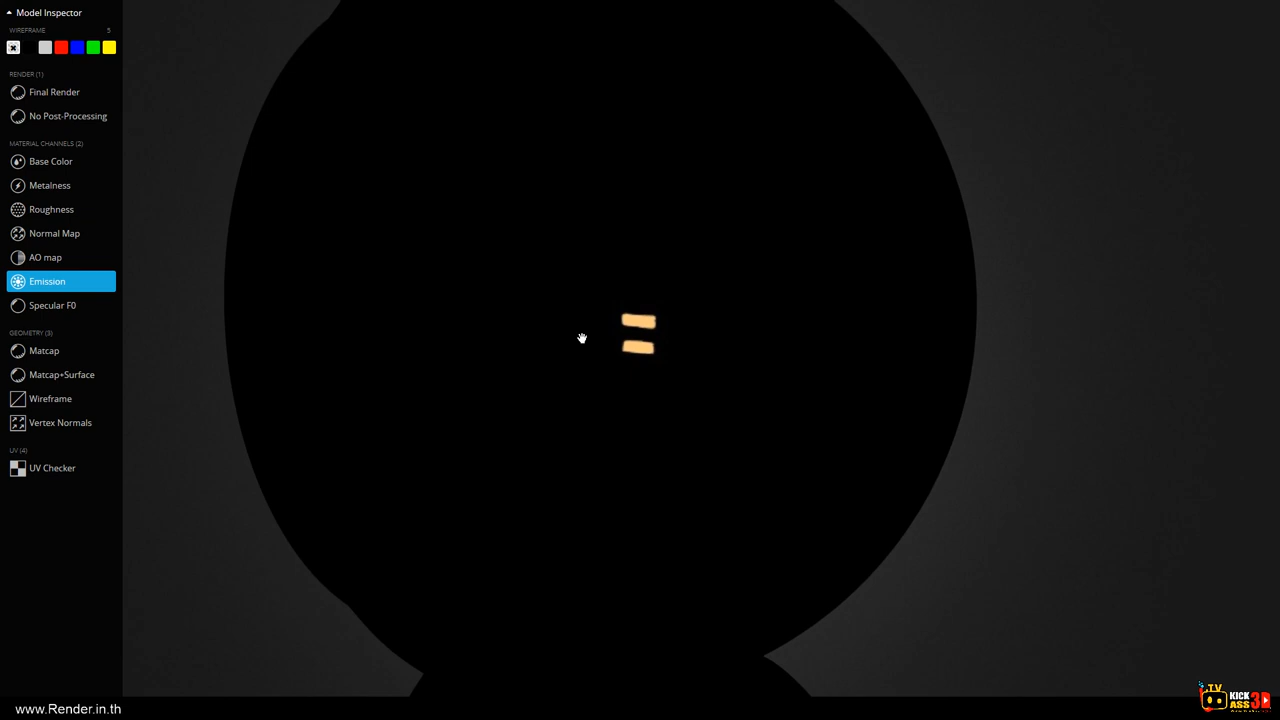 Model Inspector
WIREFRAME 5
RENDER (1)
Final Render
No Post-Processing
MATERIAL CHANNELS (2)
Base Color
Metalness
Roughness
Normal Map
AO map
Emission
Specular F0
GEOMETRY (3)
Matcap
Matcap+Surface
Wireframe
Vertex Normals
UV (4)
UV Checker
www.Render.in.th
TV
KICK
ASS 3D